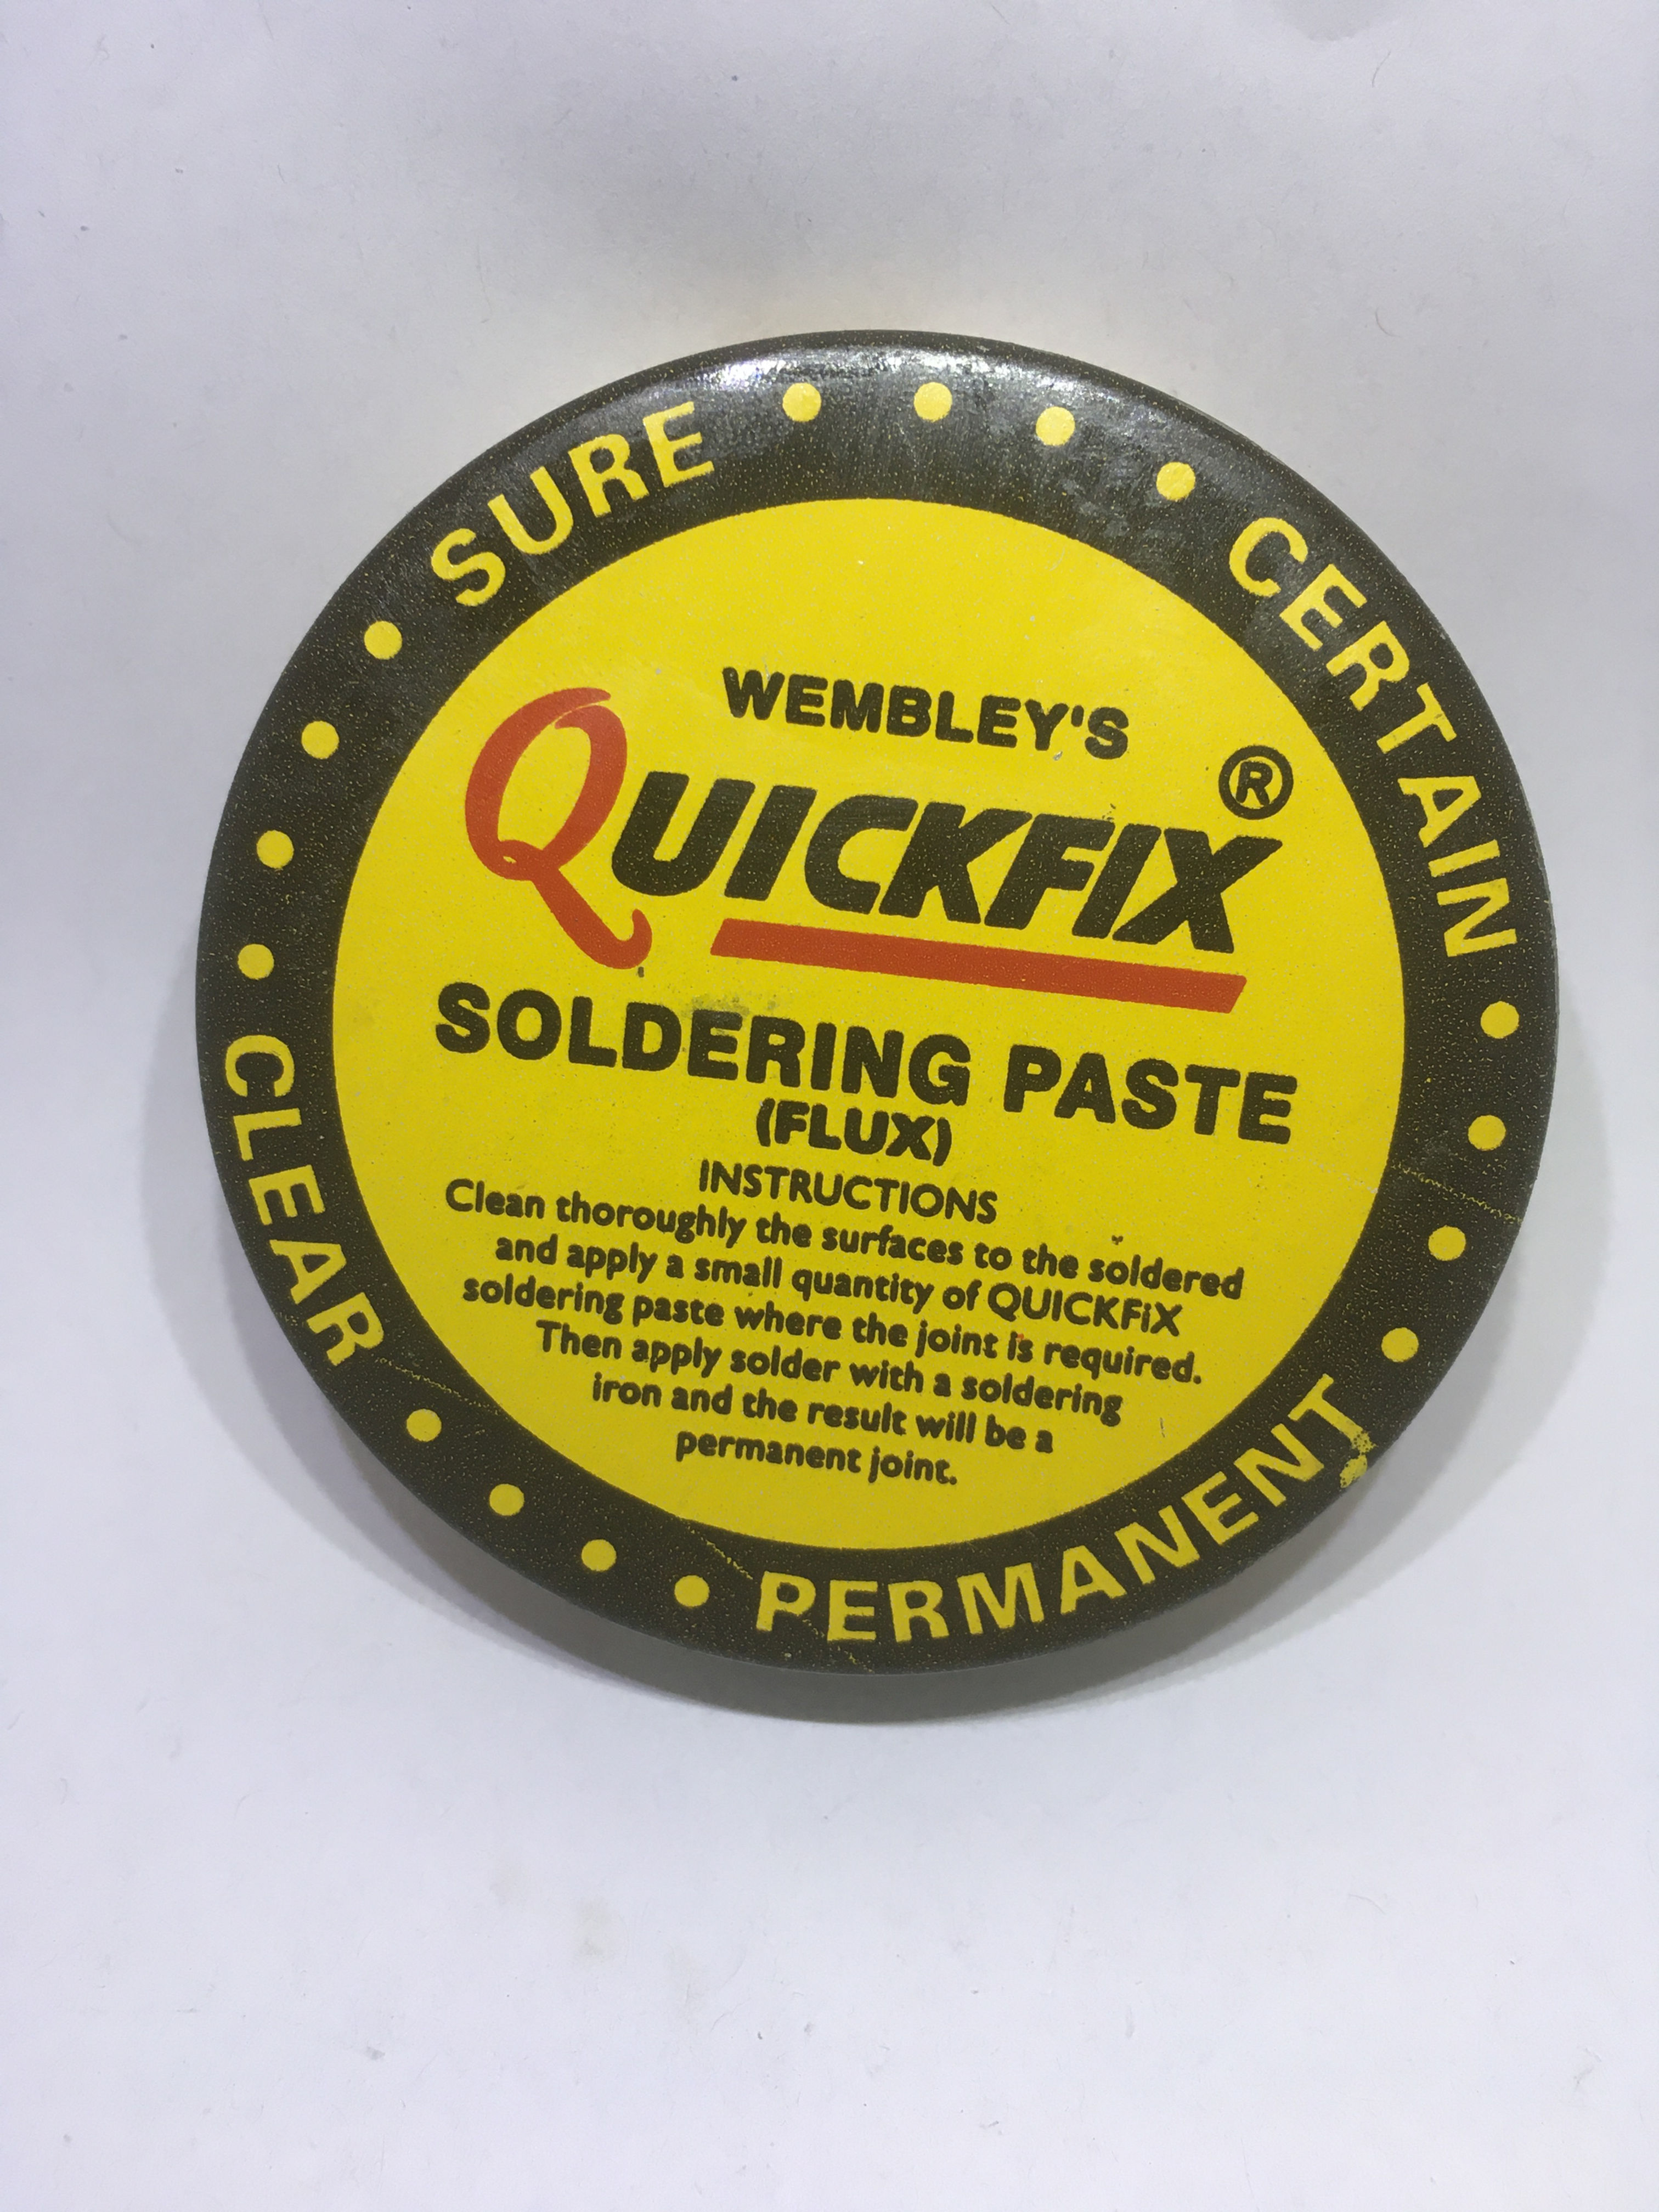 SURE
CERTAIN
WEMBLEY'S
QUICKFIX ®
SOLDERING PASTE
(FLUX)
INSTRUCTIONS
Clean thoroughly the surfaces to the soldered
and apply a small quantity of QUICKFiX
soldering paste where the joint is required.
Then apply solder with a soldering
iron and the result will be a
permanent joint.
CLEAR
PERMANENT